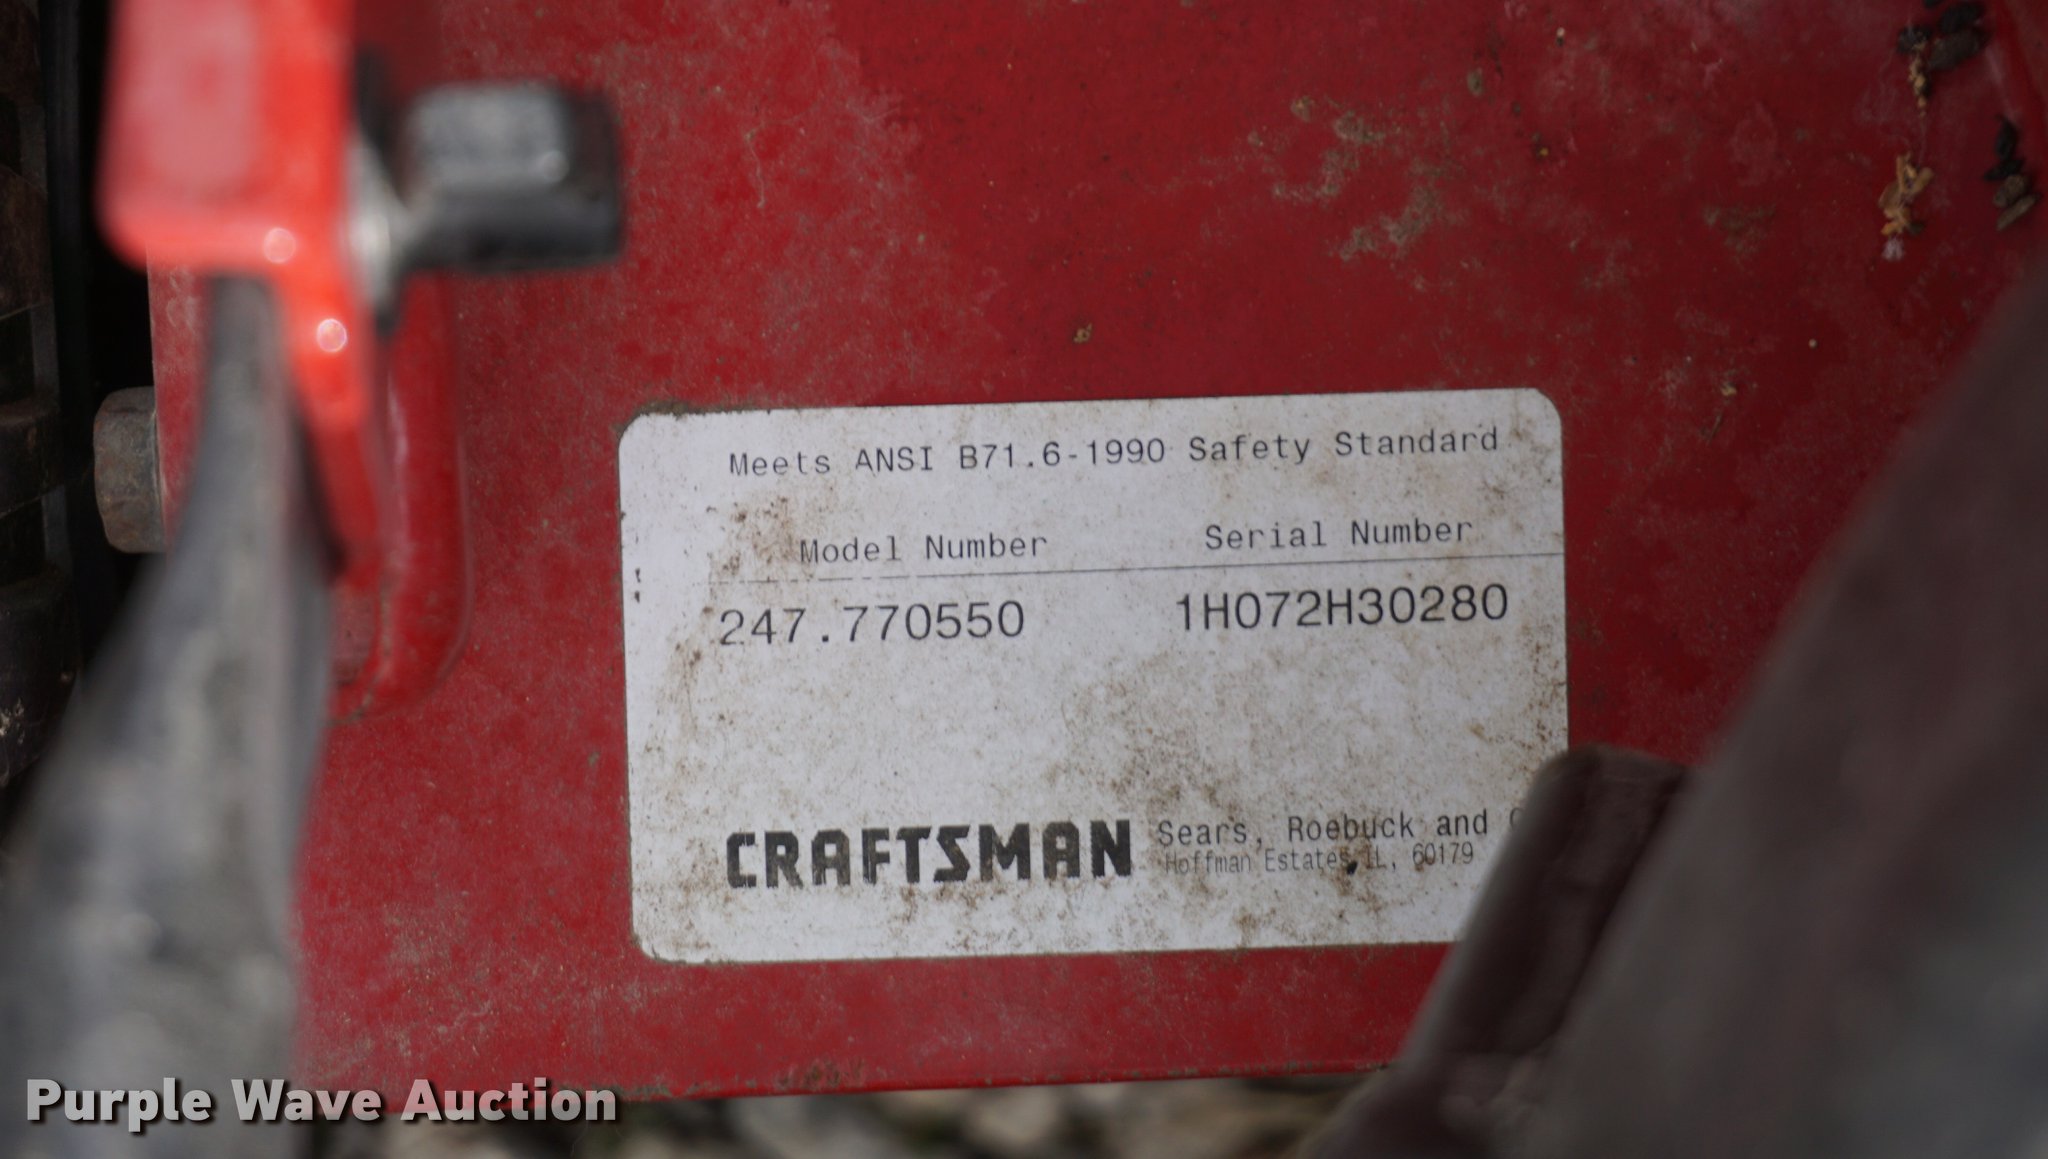 Meets ANSI B71.6-1990 Safety Standard
Model Number Serial Number
247.770550 1H072H30280
CRAFTSMAN Sears, Roebuck and
Hoffman Estates, IL, 60179
Purple Wave Auction